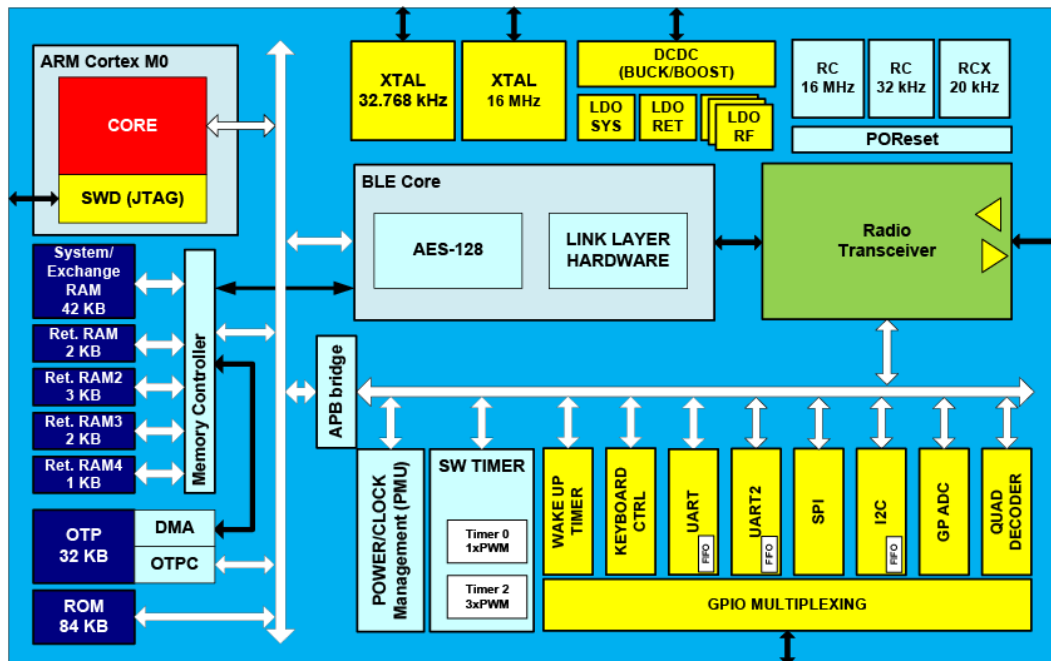 ARM Cortex M0
CORE
SWD (JTAG)
XTAL
32.768 kHz
XTAL
16 MHz
DCDC
(BUCK/BOOST)
LDO
SYS
LDO
RET
LDO
RF
RC
16 MHz
RC
32 kHz
RCX
20 kHz
POReset
BLE Core
AES-128
LINK LAYER
HARDWARE
Radio
Transceiver
System/
Exchange
RAM
42 KB
Ret. RAM
2 KB
Ret. RAM2
3 KB
Ret. RAM3
2 KB
Ret. RAM4
1 KB
Memory Controller
OTP
32 KB
DMA
OTPC
ROM
84 KB
APB bridge
POWER/CLOCK
Management (PMU)
SW TIMER
Timer 0
1xPWM
Timer 2
3xPWM
WAKE UP
TIMER
KEYBOARD
CTRL
UART
FIFO
UART2
FIFO
SPI
I2C
FIFO
GP ADC
QUAD
DECODER
GPIO MULTIPLEXING